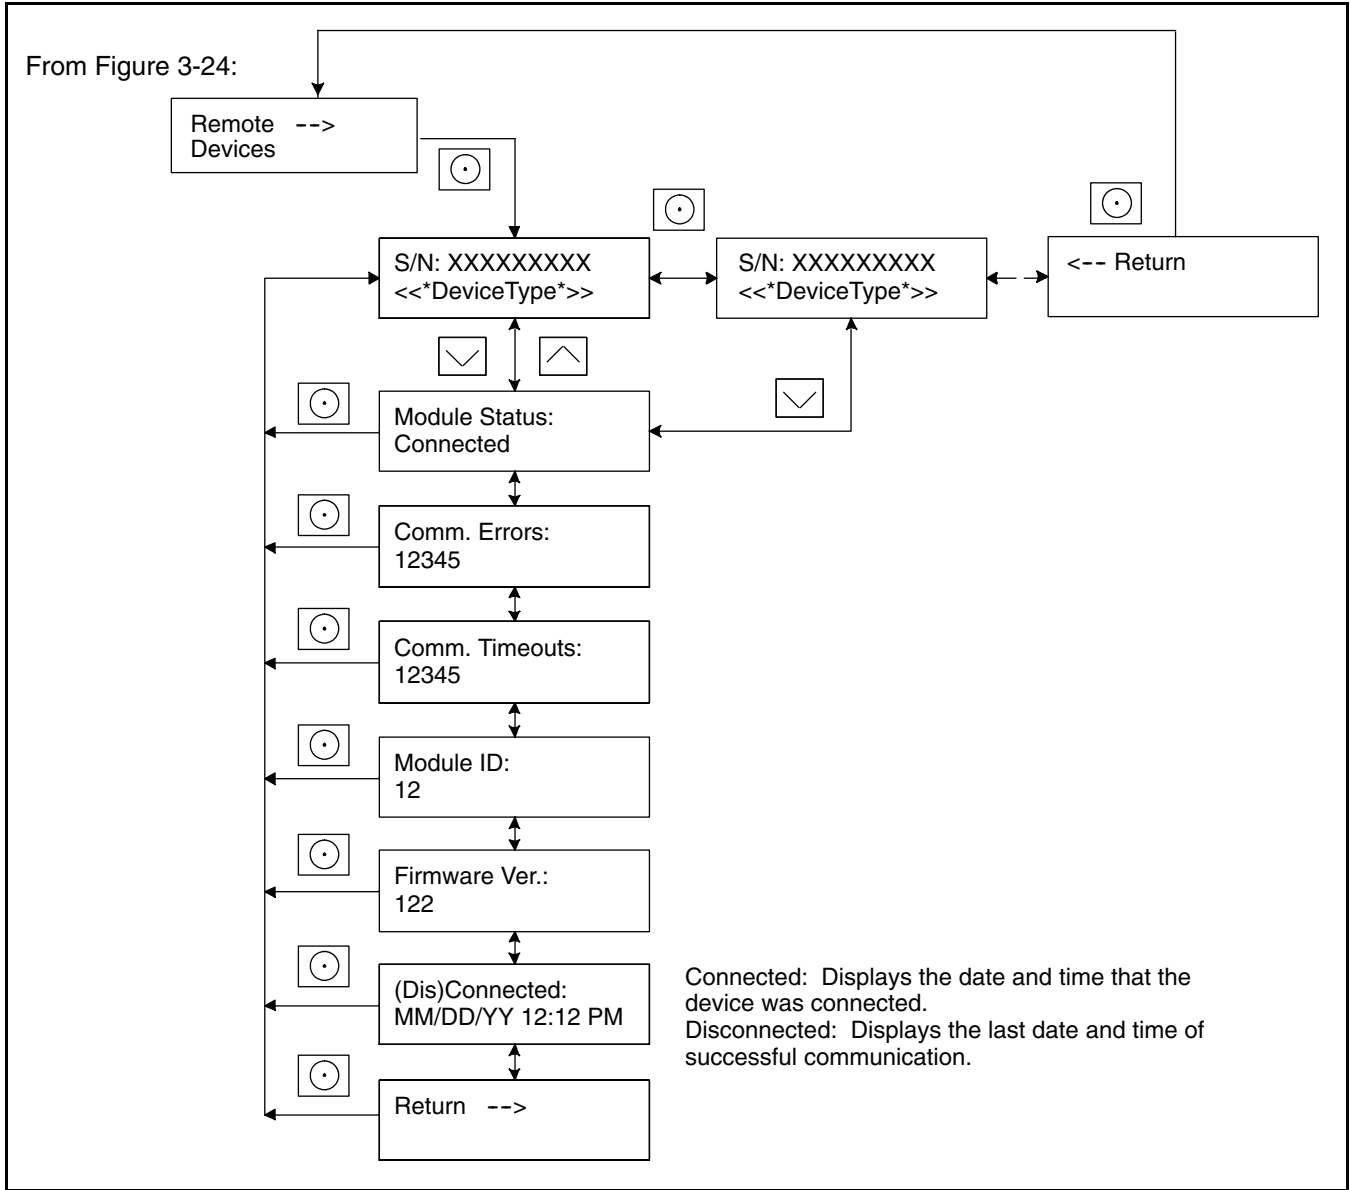 From Figure 3-24:
Remote -->
Devices
S/N: XXXXXXXXX
<<*DeviceType*>>
S/N: XXXXXXXXX
<<*DeviceType*>>
<-- Return
Module Status:
Connected
Comm. Errors:
12345
Comm. Timeouts:
12345
Module ID:
12
Firmware Ver.:
122
(Dis)Connected:
MM/DD/YY 12:12 PM
Connected: Displays the date and time that the
device was connected.
Disconnected: Displays the last date and time of
successful communication.
Return -->